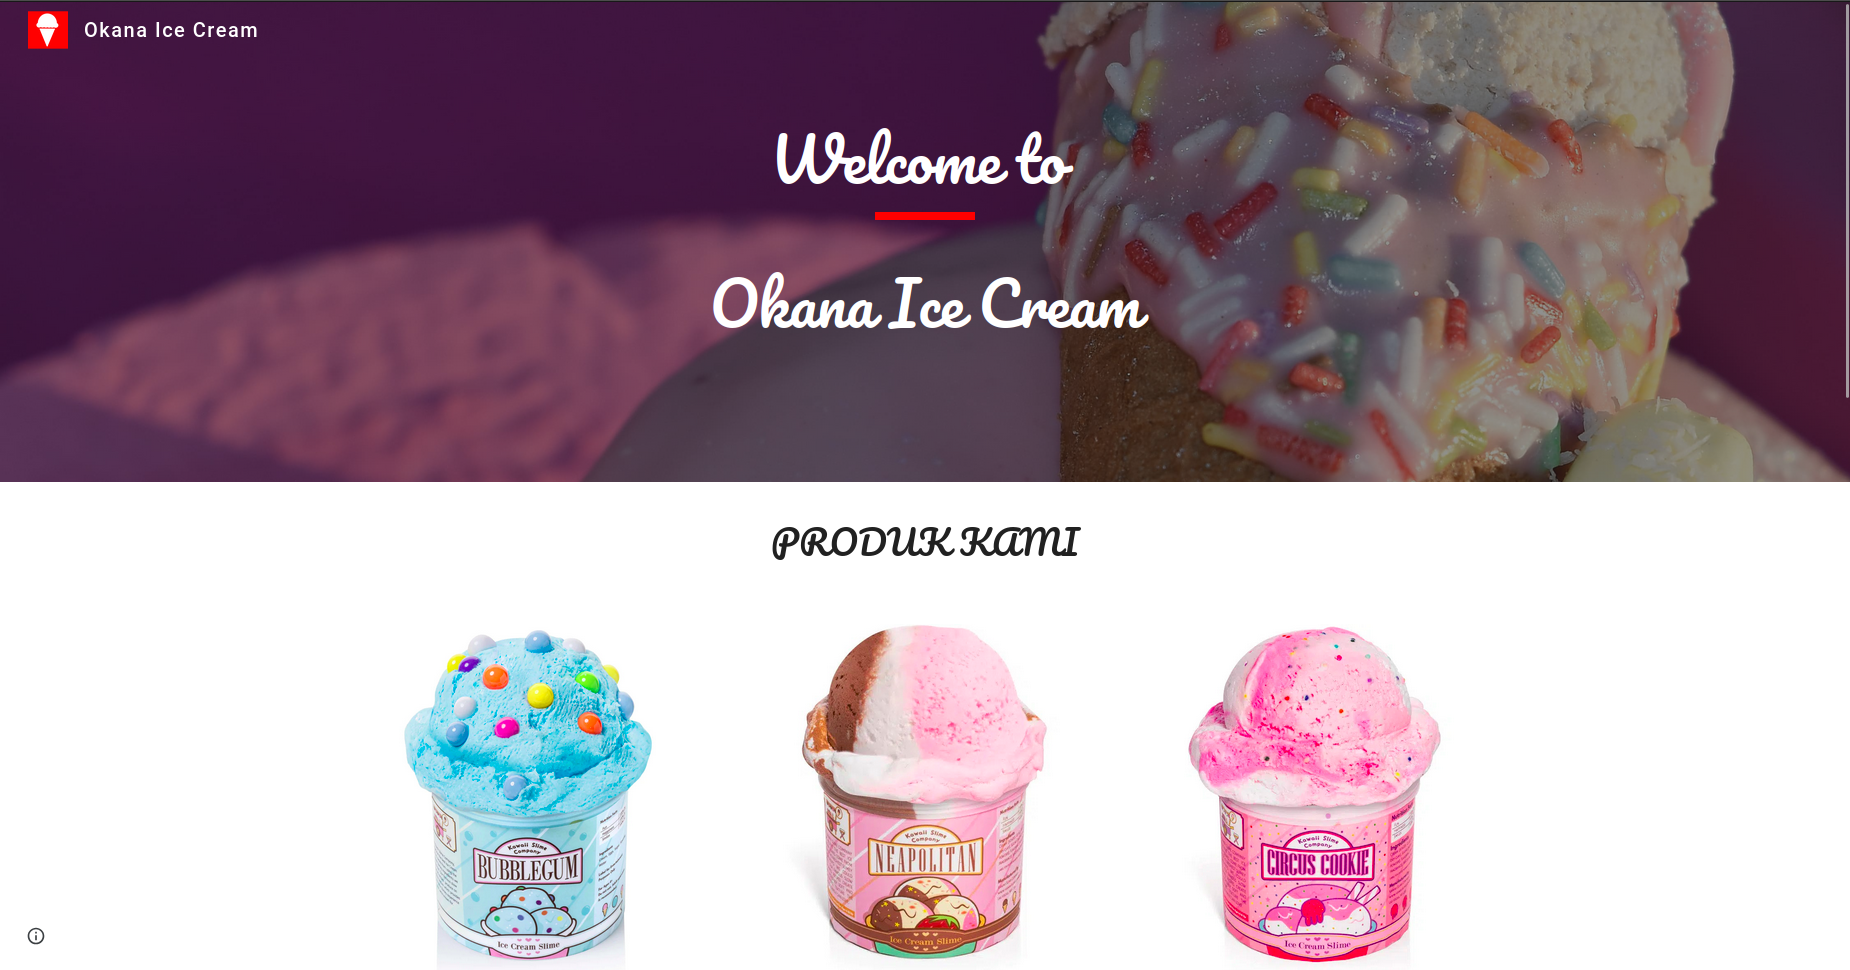 Okana Ice Cream
Welcome to
Okana Ice Cream
PRODUK KAMI
Kawaii Slime
Company
BUBBLEGUM
Ice Cream Slime
Kawaii Slime
Company
NEAPOLITAN
Ice Cream Slime
Kawaii Slime
Company
CIRCUS COOKIE
Ice Cream Slime